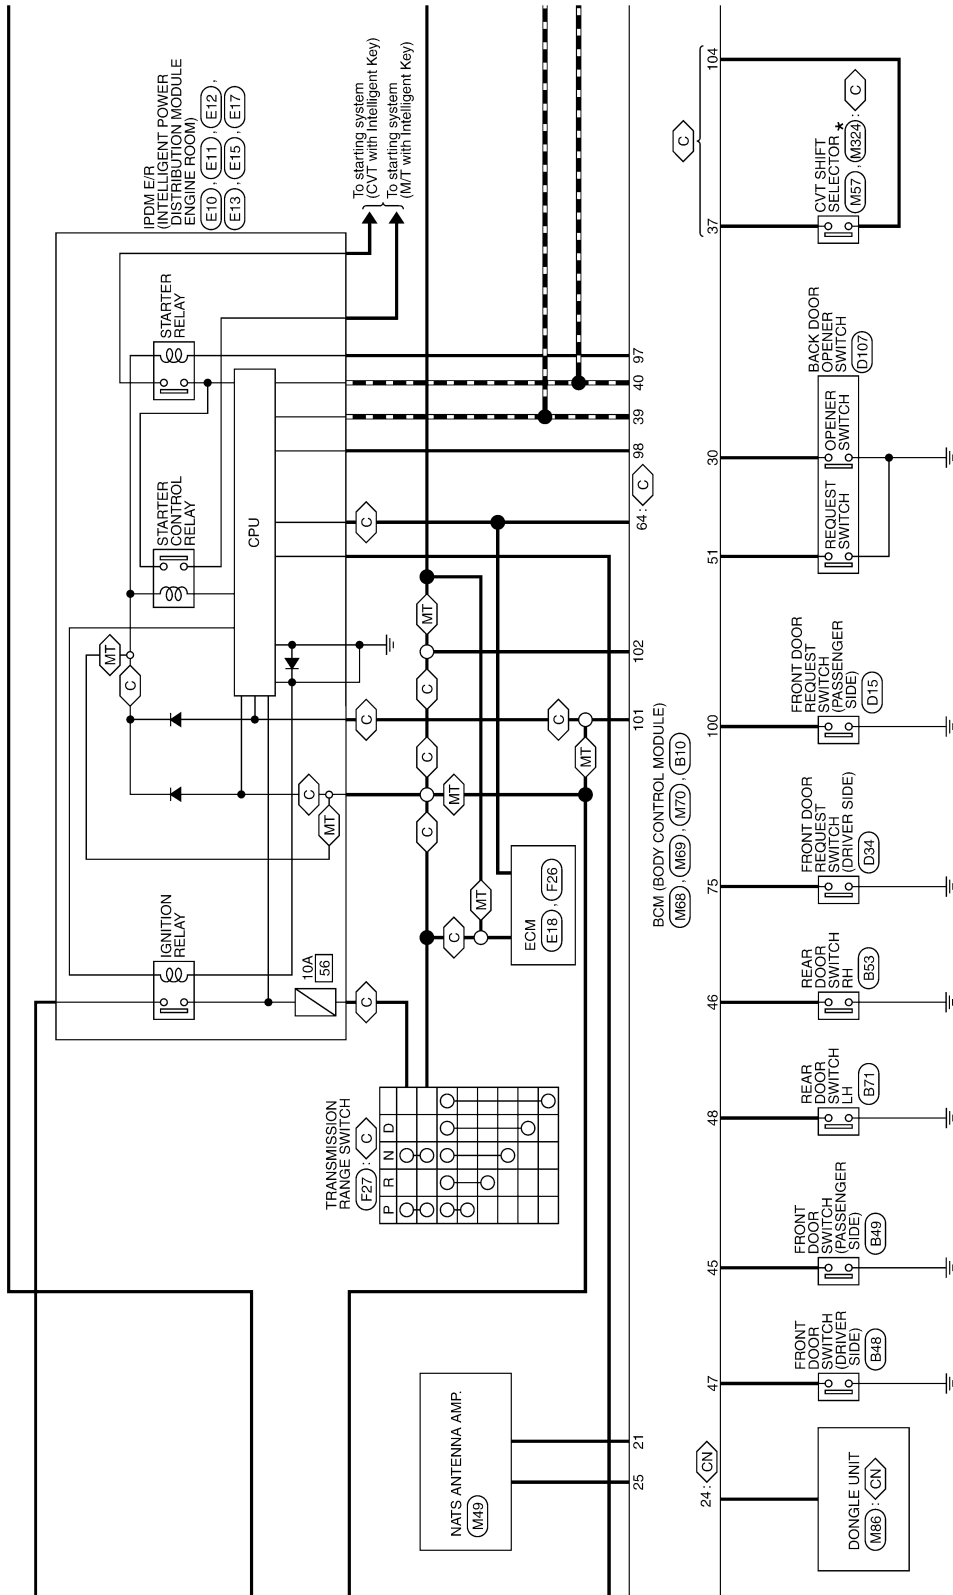 IPDM E/R
(INTELLIGENT POWER
DISTRIBUTION MODULE
ENGINE ROOM)
E10 , E11 , E12 ,
E13 , E15 , E17
To starting system
(CVT with Intelligent Key)
To starting system
(M/T with Intelligent Key)
IGNITION
RELAY
STARTER
CONTROL
RELAY
STARTER
RELAY
MT
C
CPU
C
MT
10A
56
C
C
C
TRANSMISSION
RANGE SWITCH
F27 : C
P R N D
C
C
C
MT
MT
C
MT
C
MT
ECM
E18 , F26
NATS ANTENNA AMP.
M49
25
21
101
102
64 : C
98
39
40
97
BCM (BODY CONTROL MODULE)
M68 , M69 , M70 , B10
24 : CN
47
45
48
46
75
100
51
30
37
104
C
DONGLE UNIT
M86 : CN
FRONT
DOOR
SWITCH
(DRIVER
SIDE)
B48
FRONT
DOOR
SWITCH
(PASSENGER
SIDE)
B49
REAR
DOOR
SWITCH
LH
B71
REAR
DOOR
SWITCH
RH
B53
FRONT DOOR
REQUEST
SWITCH
(DRIVER SIDE)
D34
FRONT DOOR
REQUEST
SWITCH
(PASSENGER
SIDE)
D15
REQUEST
SWITCH
OPENER
SWITCH
BACK DOOR
OPENER
SWITCH
D107
CVT SHIFT
SELECTOR *
M57 , M324 : C